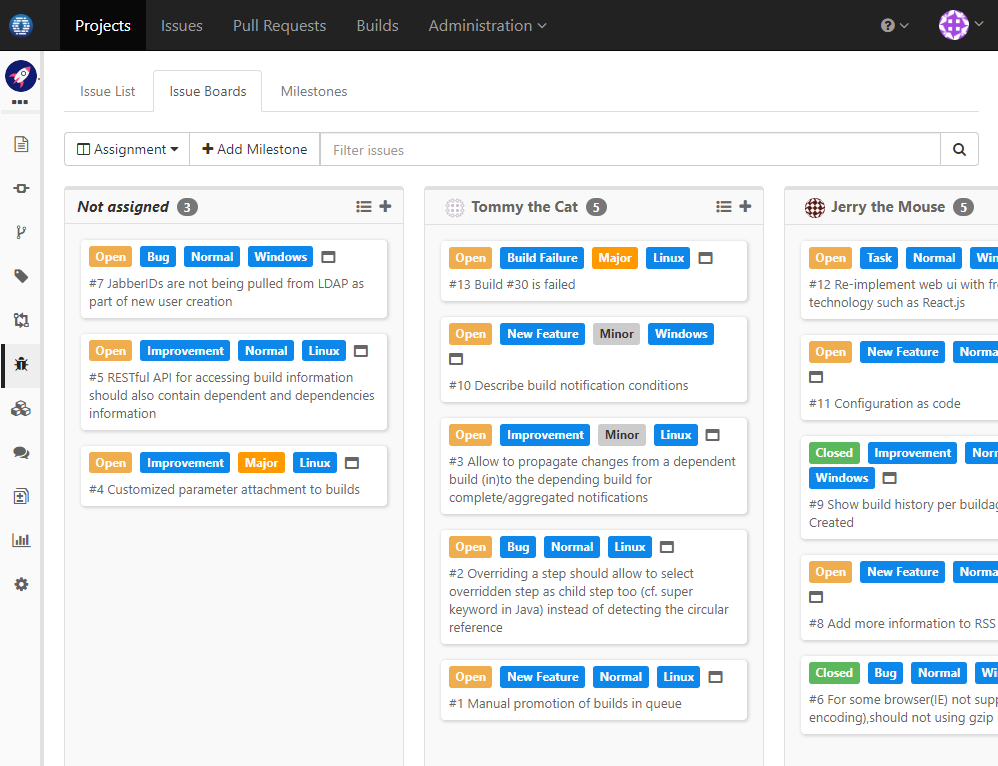 Projects Issues Pull Requests Builds Administration
Issue List Issue Boards Milestones
Assignment Add Milestone Filter issues
Not assigned 3
Open Bug Normal Windows
#7 JabberIDs are not being pulled from LDAP as
part of new user creation
Open Improvement Normal Linux
#5 RESTful API for accessing build information
should also contain dependent and dependencies
information
Open Improvement Major Linux
#4 Customized parameter attachment to builds
Tommy the Cat 5
Open Build Failure Major Linux
#13 Build #30 is failed
Open New Feature Minor Windows
#10 Describe build notification conditions
Open Improvement Minor Linux
#3 Allow to propagate changes from a dependent
build (in)to the depending build for
complete/aggregated notifications
Open Bug Normal Linux
#2 Overriding a step should allow to select
overridden step as child step too (cf. super
keyword in Java) instead of detecting the circular
reference
Open New Feature Normal Linux
#1 Manual promotion of builds in queue
Jerry the Mouse 5
Open Task Normal
#12 Re-implement web ui with
technology such as React.js
Open New Feature
#11 Configuration as code
Closed Improvement
Windows
#9 Show build history per
Created
Open New Feature
#8 Add more information to RSS
Closed Bug Normal
#6 For some browser(IE) not
encoding),should not using gzip